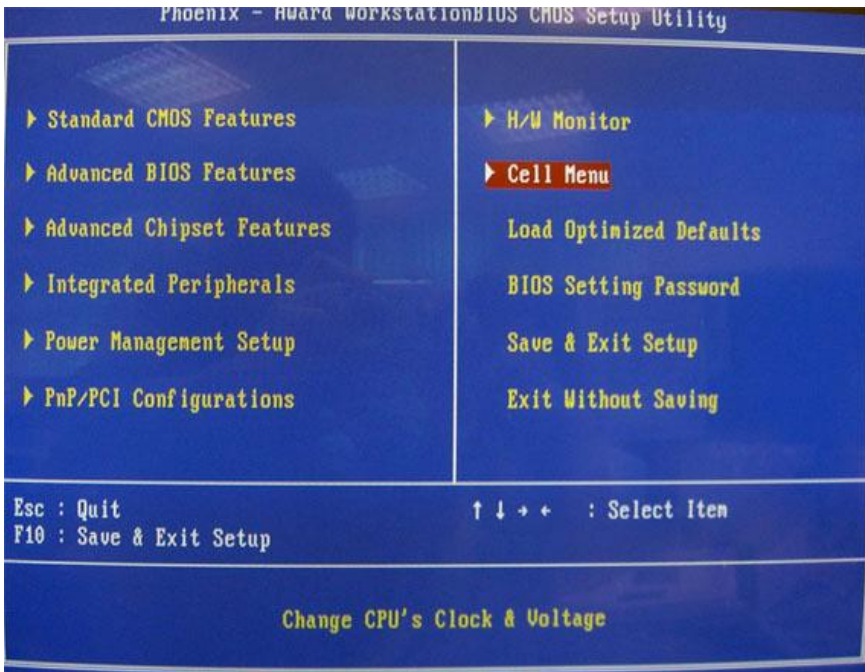 Phoenix - Award WorkstationBIOS CMOS Setup Utility
▶ Standard CMOS Features
▶ Advanced BIOS Features
▶ Advanced Chipset Features
▶ Integrated Peripherals
▶ Power Management Setup
▶ PnP/PCI Configurations
▶ H/W Monitor
▶ Cell Menu
Load Optimized Defaults
BIOS Setting Password
Save & Exit Setup
Exit Without Saving
Esc : Quit
F10 : Save & Exit Setup
↑ ↓ → ← : Select Item
Change CPU's Clock & Voltage